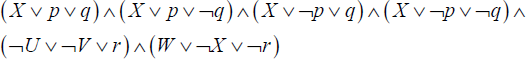 (X ∨ p ∨ q) ∧ (X ∨ p ∨ ¬q) ∧ (X ∨ ¬p ∨ q) ∧ (X ∨ ¬p ∨ ¬q) ∧
(¬U ∨ ¬V ∨ r) ∧ (W ∨ ¬X ∨ ¬r)